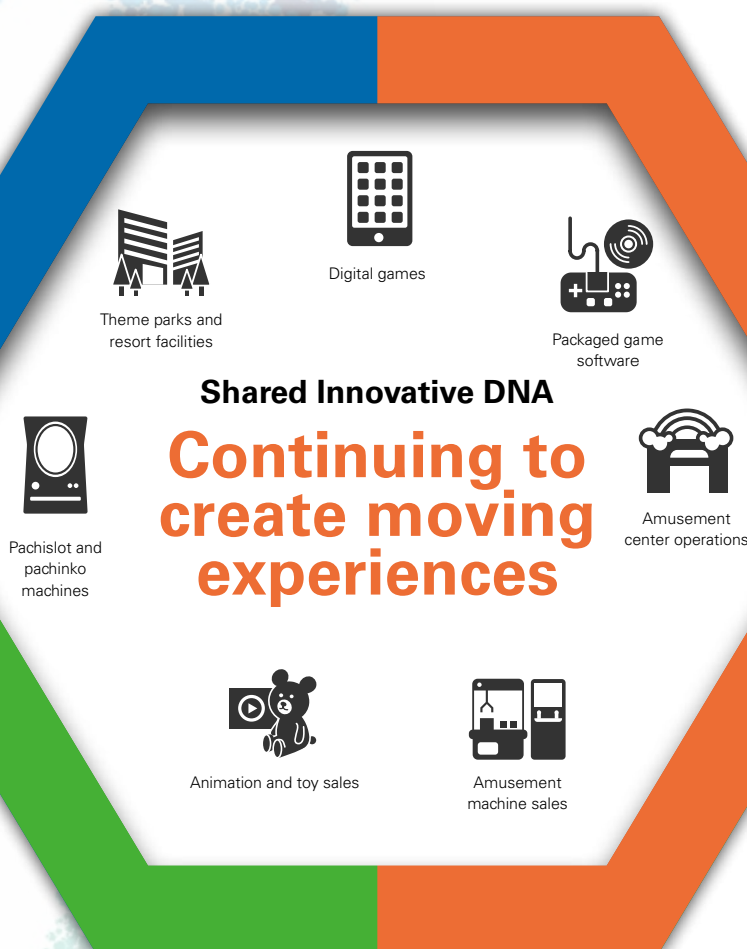 Digital games
Theme parks and
resort facilities
Packaged game
software
Shared Innovative DNA
Continuing to
create moving
experiences
Pachislot and
pachinko
machines
Amusement
center operations
Animation and toy sales
Amusement
machine sales